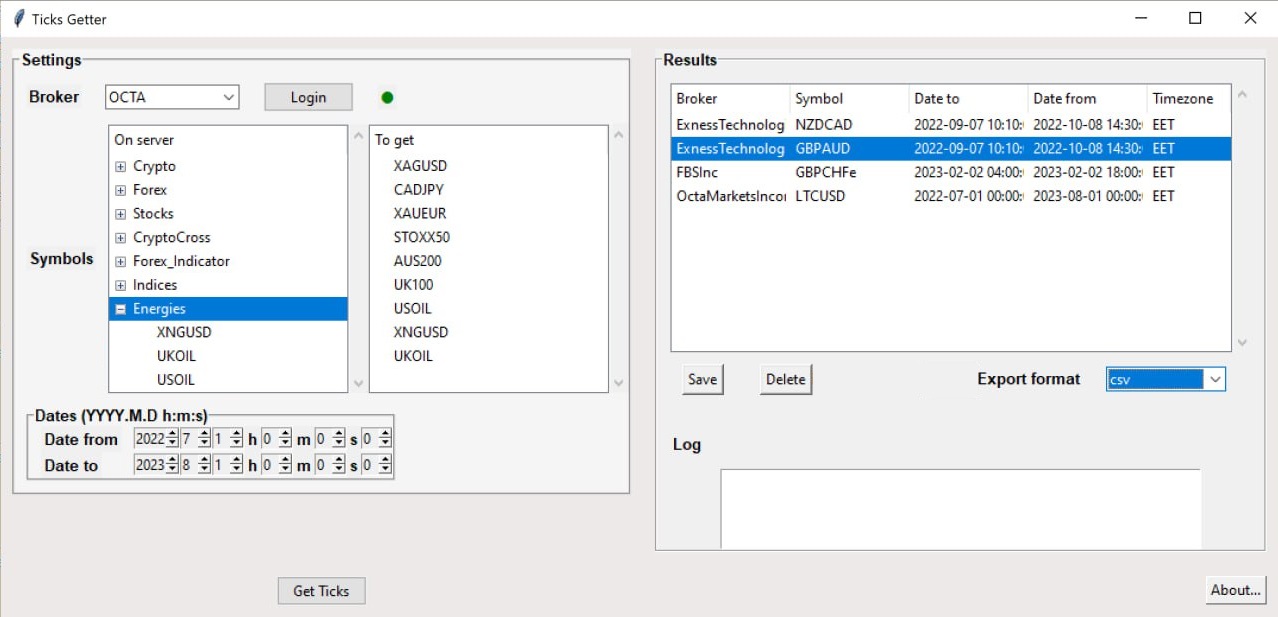 Ticks Getter
Settings
Broker OCTA Login
On server
Crypto
Forex
Stocks
CryptoCross
Forex_Indicator
Indices
Energies
XNGUSD
UKOIL
USOIL
Symbols
To get
XAGUSD
CADJPY
XAUEUR
STOXX50
AUS200
UK100
USOIL
XNGUSD
UKOIL
Dates (YYYY.M.D h:m:s)
Date from 2022 7 1 h 0 m 0 s 0
Date to 2023 8 1 h 0 m 0 s 0
Get Ticks
Results
Broker Symbol Date to Date from Timezone
ExnessTechnolog NZDCAD 2022-09-07 10:10: 2022-10-08 14:30: EET
ExnessTechnolog GBPAUD 2022-09-07 10:10: 2022-10-08 14:30: EET
FBSInc GBPCHFe 2023-02-02 04:00: 2023-02-02 18:00: EET
OctaMarketsIncor LTCUSD 2022-07-01 00:00: 2023-08-01 00:00: EET
Save Delete Export format csv
Log
About...